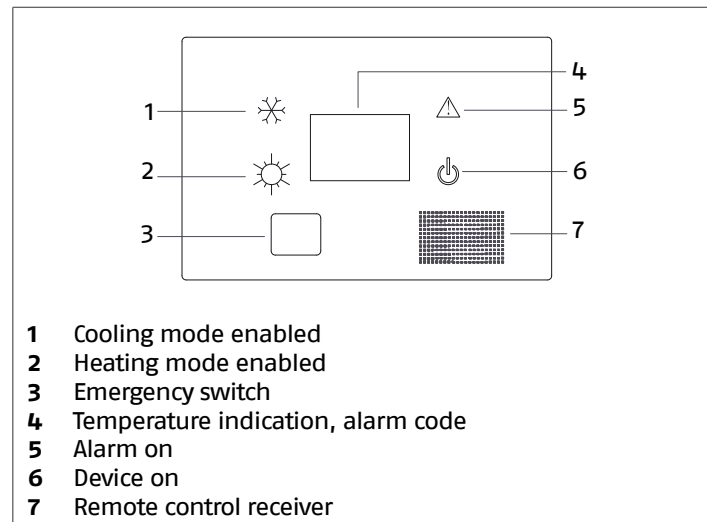 4
1
5
2
6
3
7
1 Cooling mode enabled
2 Heating mode enabled
3 Emergency switch
4 Temperature indication, alarm code
5 Alarm on
6 Device on
7 Remote control receiver